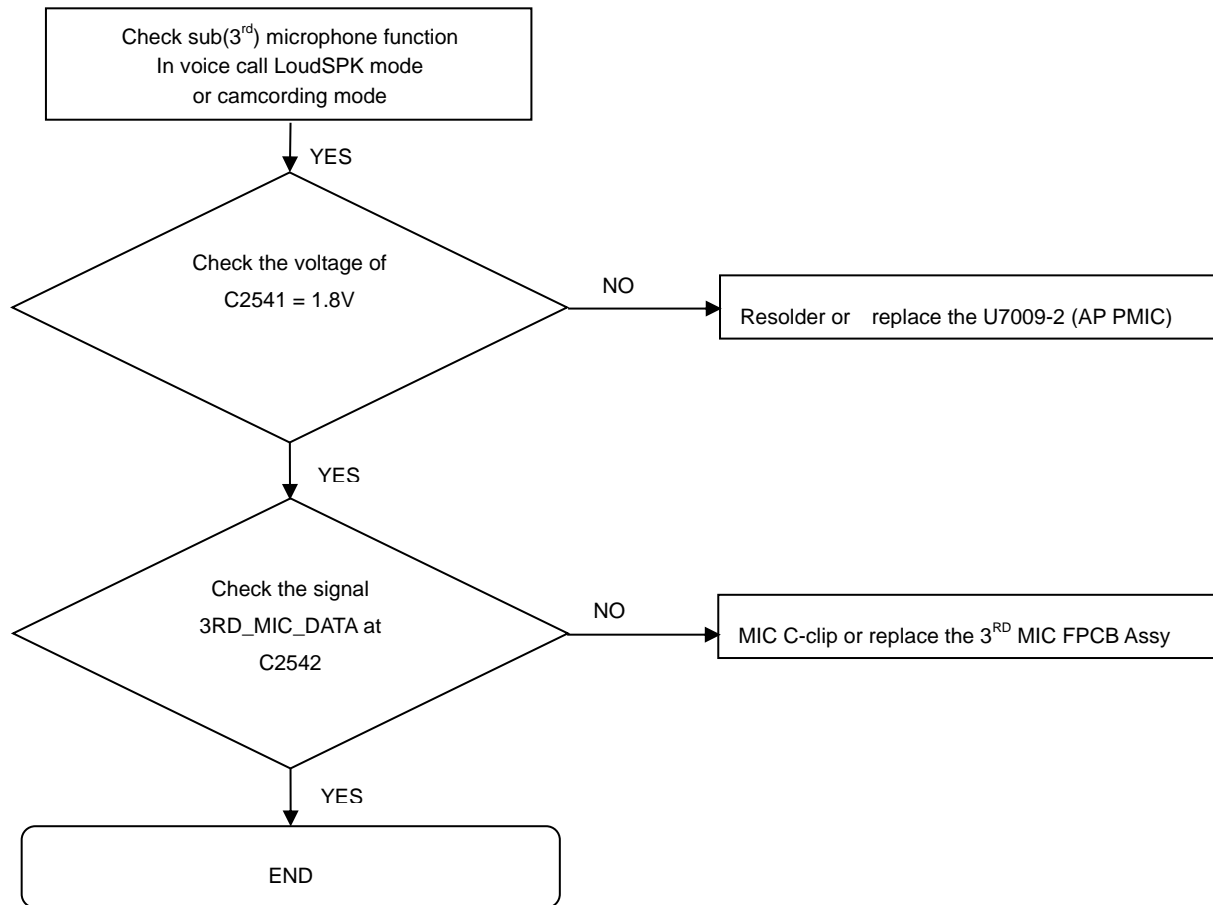 Check sub(3rd) microphone function
In voice call LoudSPK mode
or camcording mode
YES
Check the voltage of
C2541 = 1.8V
NO
Resolder or replace the U7009-2 (AP PMIC)
YES
Check the signal
3RD_MIC_DATA at
C2542
NO
MIC C-clip or replace the 3RD MIC FPCB Assy
YES
END